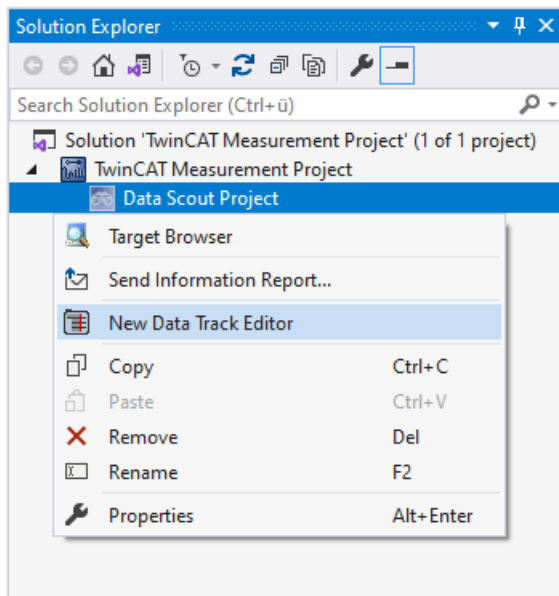 Solution Explorer
Search Solution Explorer (Ctrl+ü)
Solution 'TwinCAT Measurement Project' (1 of 1 project)
TwinCAT Measurement Project
Data Scout Project
Target Browser
Send Information Report...
New Data Track Editor
Copy Ctrl+C
Paste Ctrl+V
Remove Del
Rename F2
Properties Alt+Enter